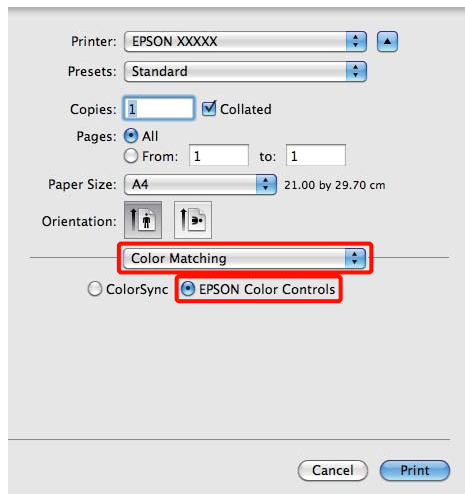 Printer: EPSON XXXXX
Presets: Standard
Copies: 1 Collated
Pages: All
From: 1 to: 1
Paper Size: A4 21.00 by 29.70 cm
Orientation:
Color Matching
ColorSync EPSON Color Controls
Cancel Print